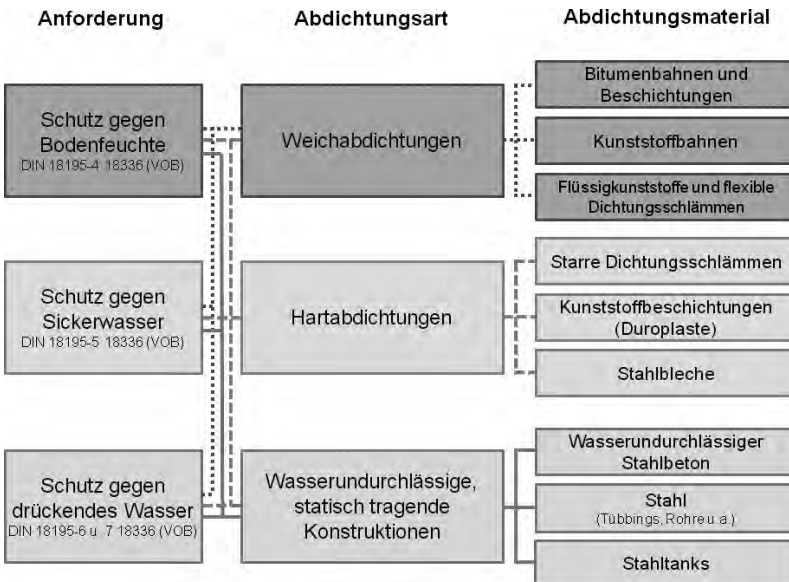 Anforderung
Abdichtungsart
Abdichtungsmaterial
Schutz gegen
Bodenfeuchte
DIN 18195-4 18336 (VOB)
Weichabdichtungen
Bitumenbahnen und
Beschichtungen
Kunststoffbahnen
Flüssigkunststoffe und flexible
Dichtungsschlämmen
Schutz gegen
Sickerwasser
DIN 18195-5 18336 (VOB)
Hartabdichtungen
Starre Dichtungsschlämmen
Kunststoffbeschichtungen
(Duroplaste)
Stahlbleche
Schutz gegen
drückendes Wasser
DIN 18195-6 u. 7 18336 (VOB)
Wasserundurchlässige,
statisch tragende
Konstruktionen
Wasserundurchlässiger
Stahlbeton
Stahl
(Tübbings, Rohre u. a.)
Stahltanks